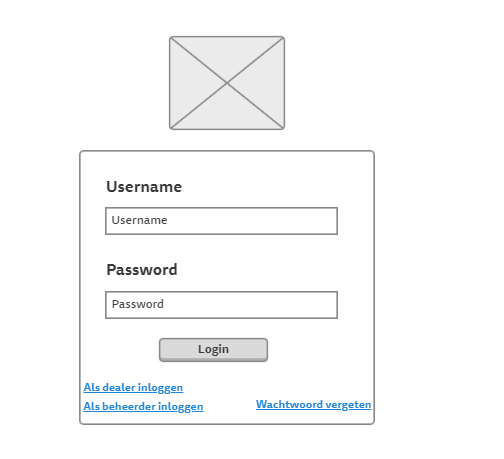 Username
Username
Password
Password
Login
Als dealer inloggen
Als beheerder inloggen
Wachtwoord vergeten